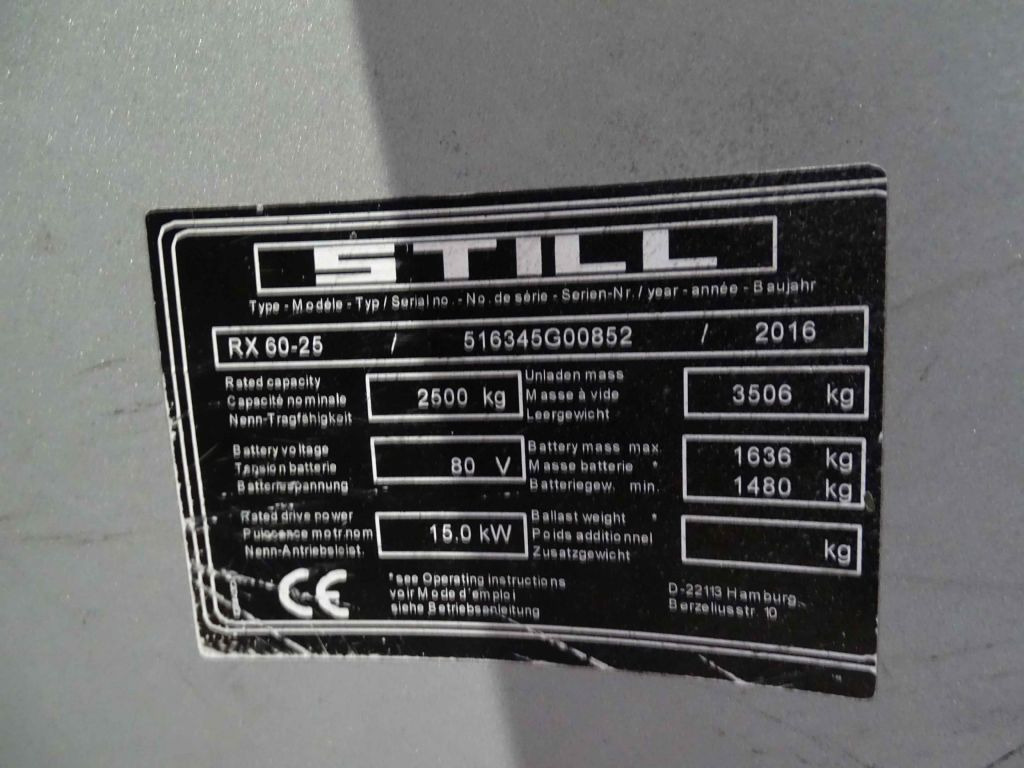 STILL
Type - Modéle - Typ / Serial no. - No. de série - Serien-Nr. / year - année - Baujahr
RX 60-25 / 516345G00852 / 2016
Rated capacity
Capacité nominale
Nenn-Tragfähigkeit
2500 kg
Unladen mass
Masse à vide
Leergewicht
3506 kg
Battery voltage
Tension batterie
Batteriespannung
80 V
Battery mass max.
Masse batterie *
Batteriegew. min.
1636 kg
1480 kg
Rated drive power
Puissance motr.nom
Nenn-Antriebsleist.
15.0 kW
Ballast weight *
Poids additionnel
Zusatzgewicht
kg
CE
*see Operating instructions
voir Mode d'emploi
siehe Betriebsanleitung
D-22113 Hamburg
Berzeliusstr. 10